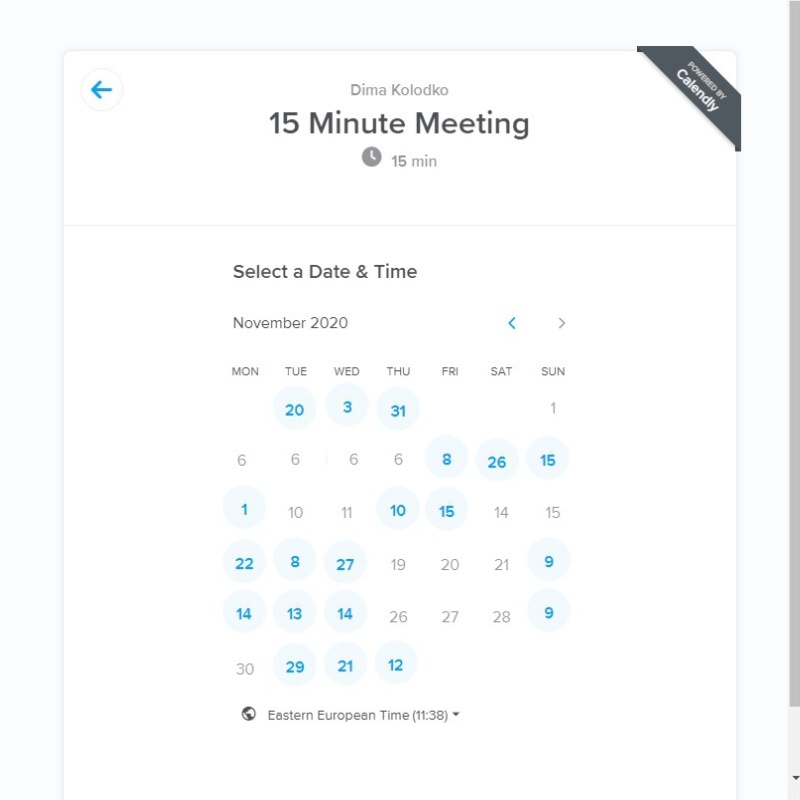 POWERED BY
Calendly
Dima Kolodko
15 Minute Meeting
15 min
Select a Date & Time
November 2020
MON TUE WED THU FRI SAT SUN
20 3 31 1
6 6 6 6 8 26 15
1 10 11 10 15 14 15
22 8 27 19 20 21 9
14 13 14 26 27 28 9
30 29 21 12
Eastern European Time (11:38)